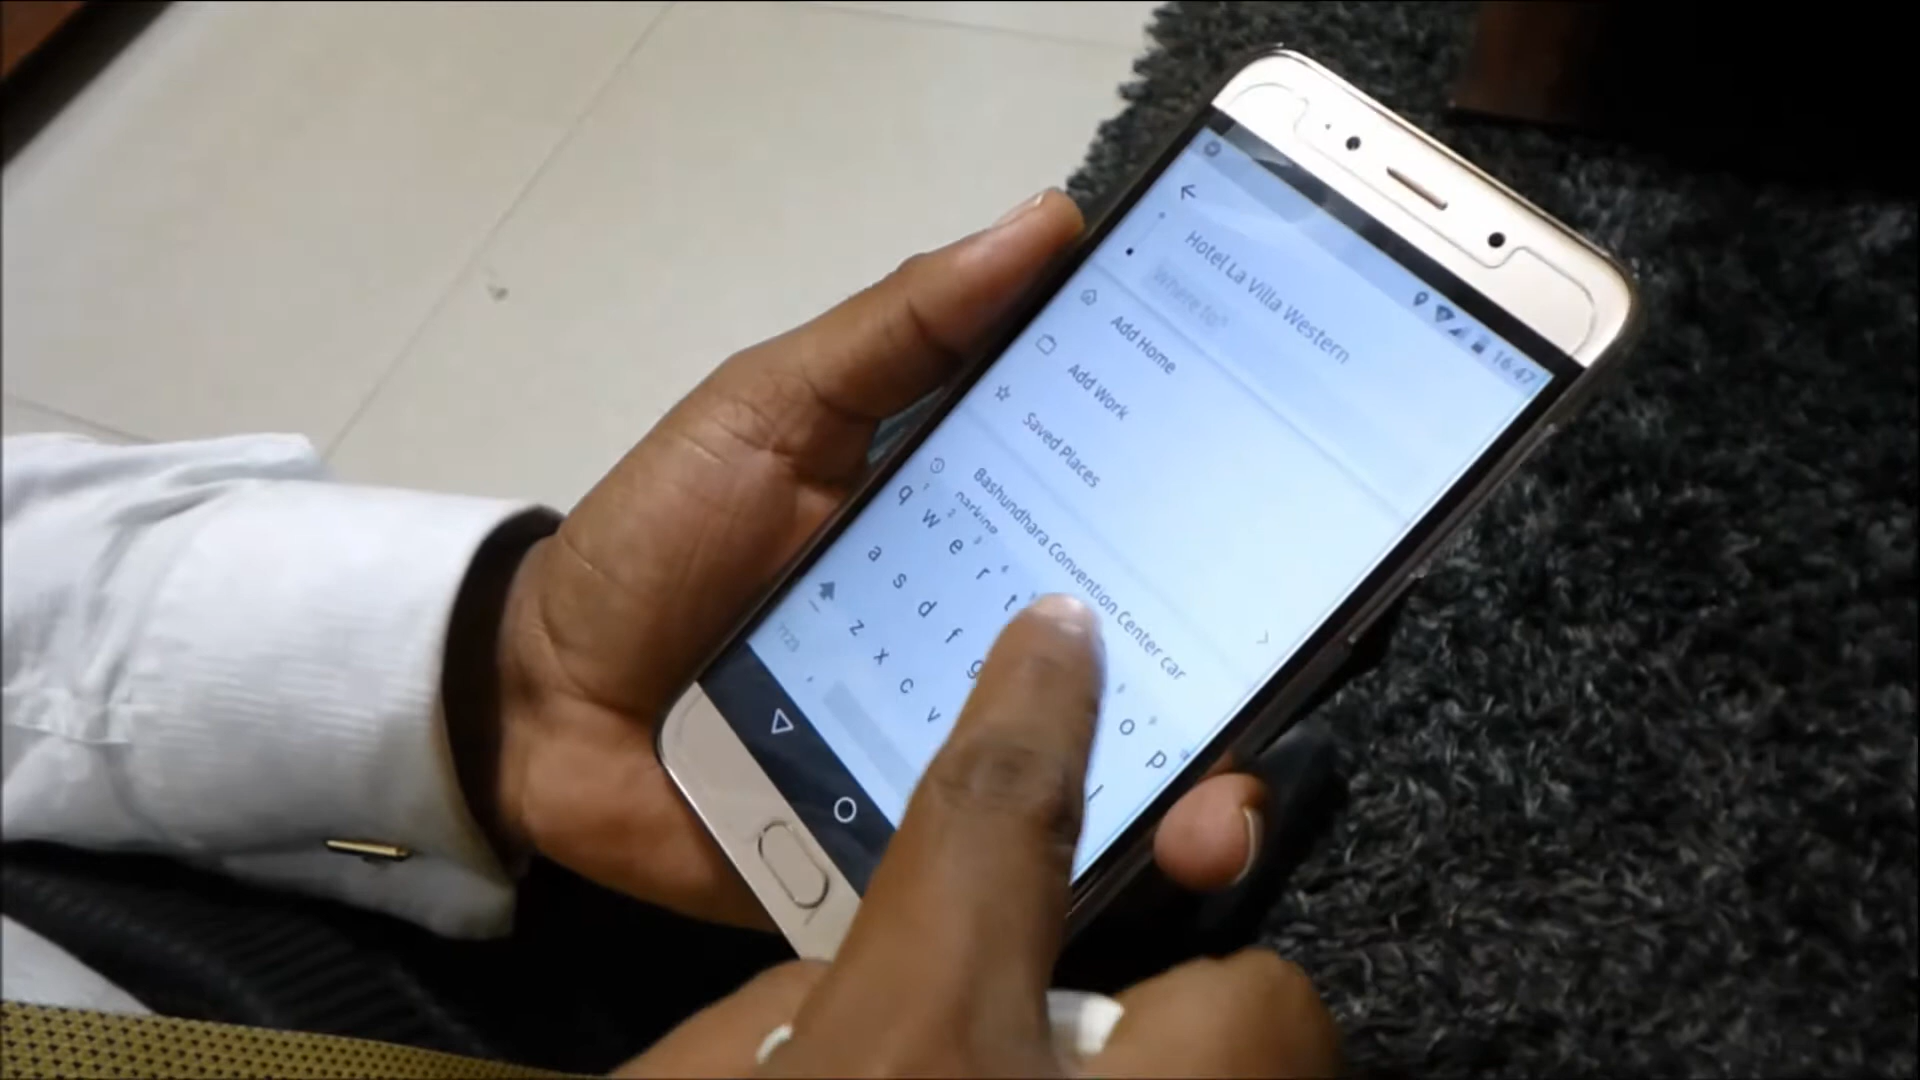 16:47
Hotel La Villa Western
Where to?
Add Home
Add Work
Saved Places
Bashundhara Convention Center car
parking
q w e r t o p
a s d f g l
z x c v
?123 ,